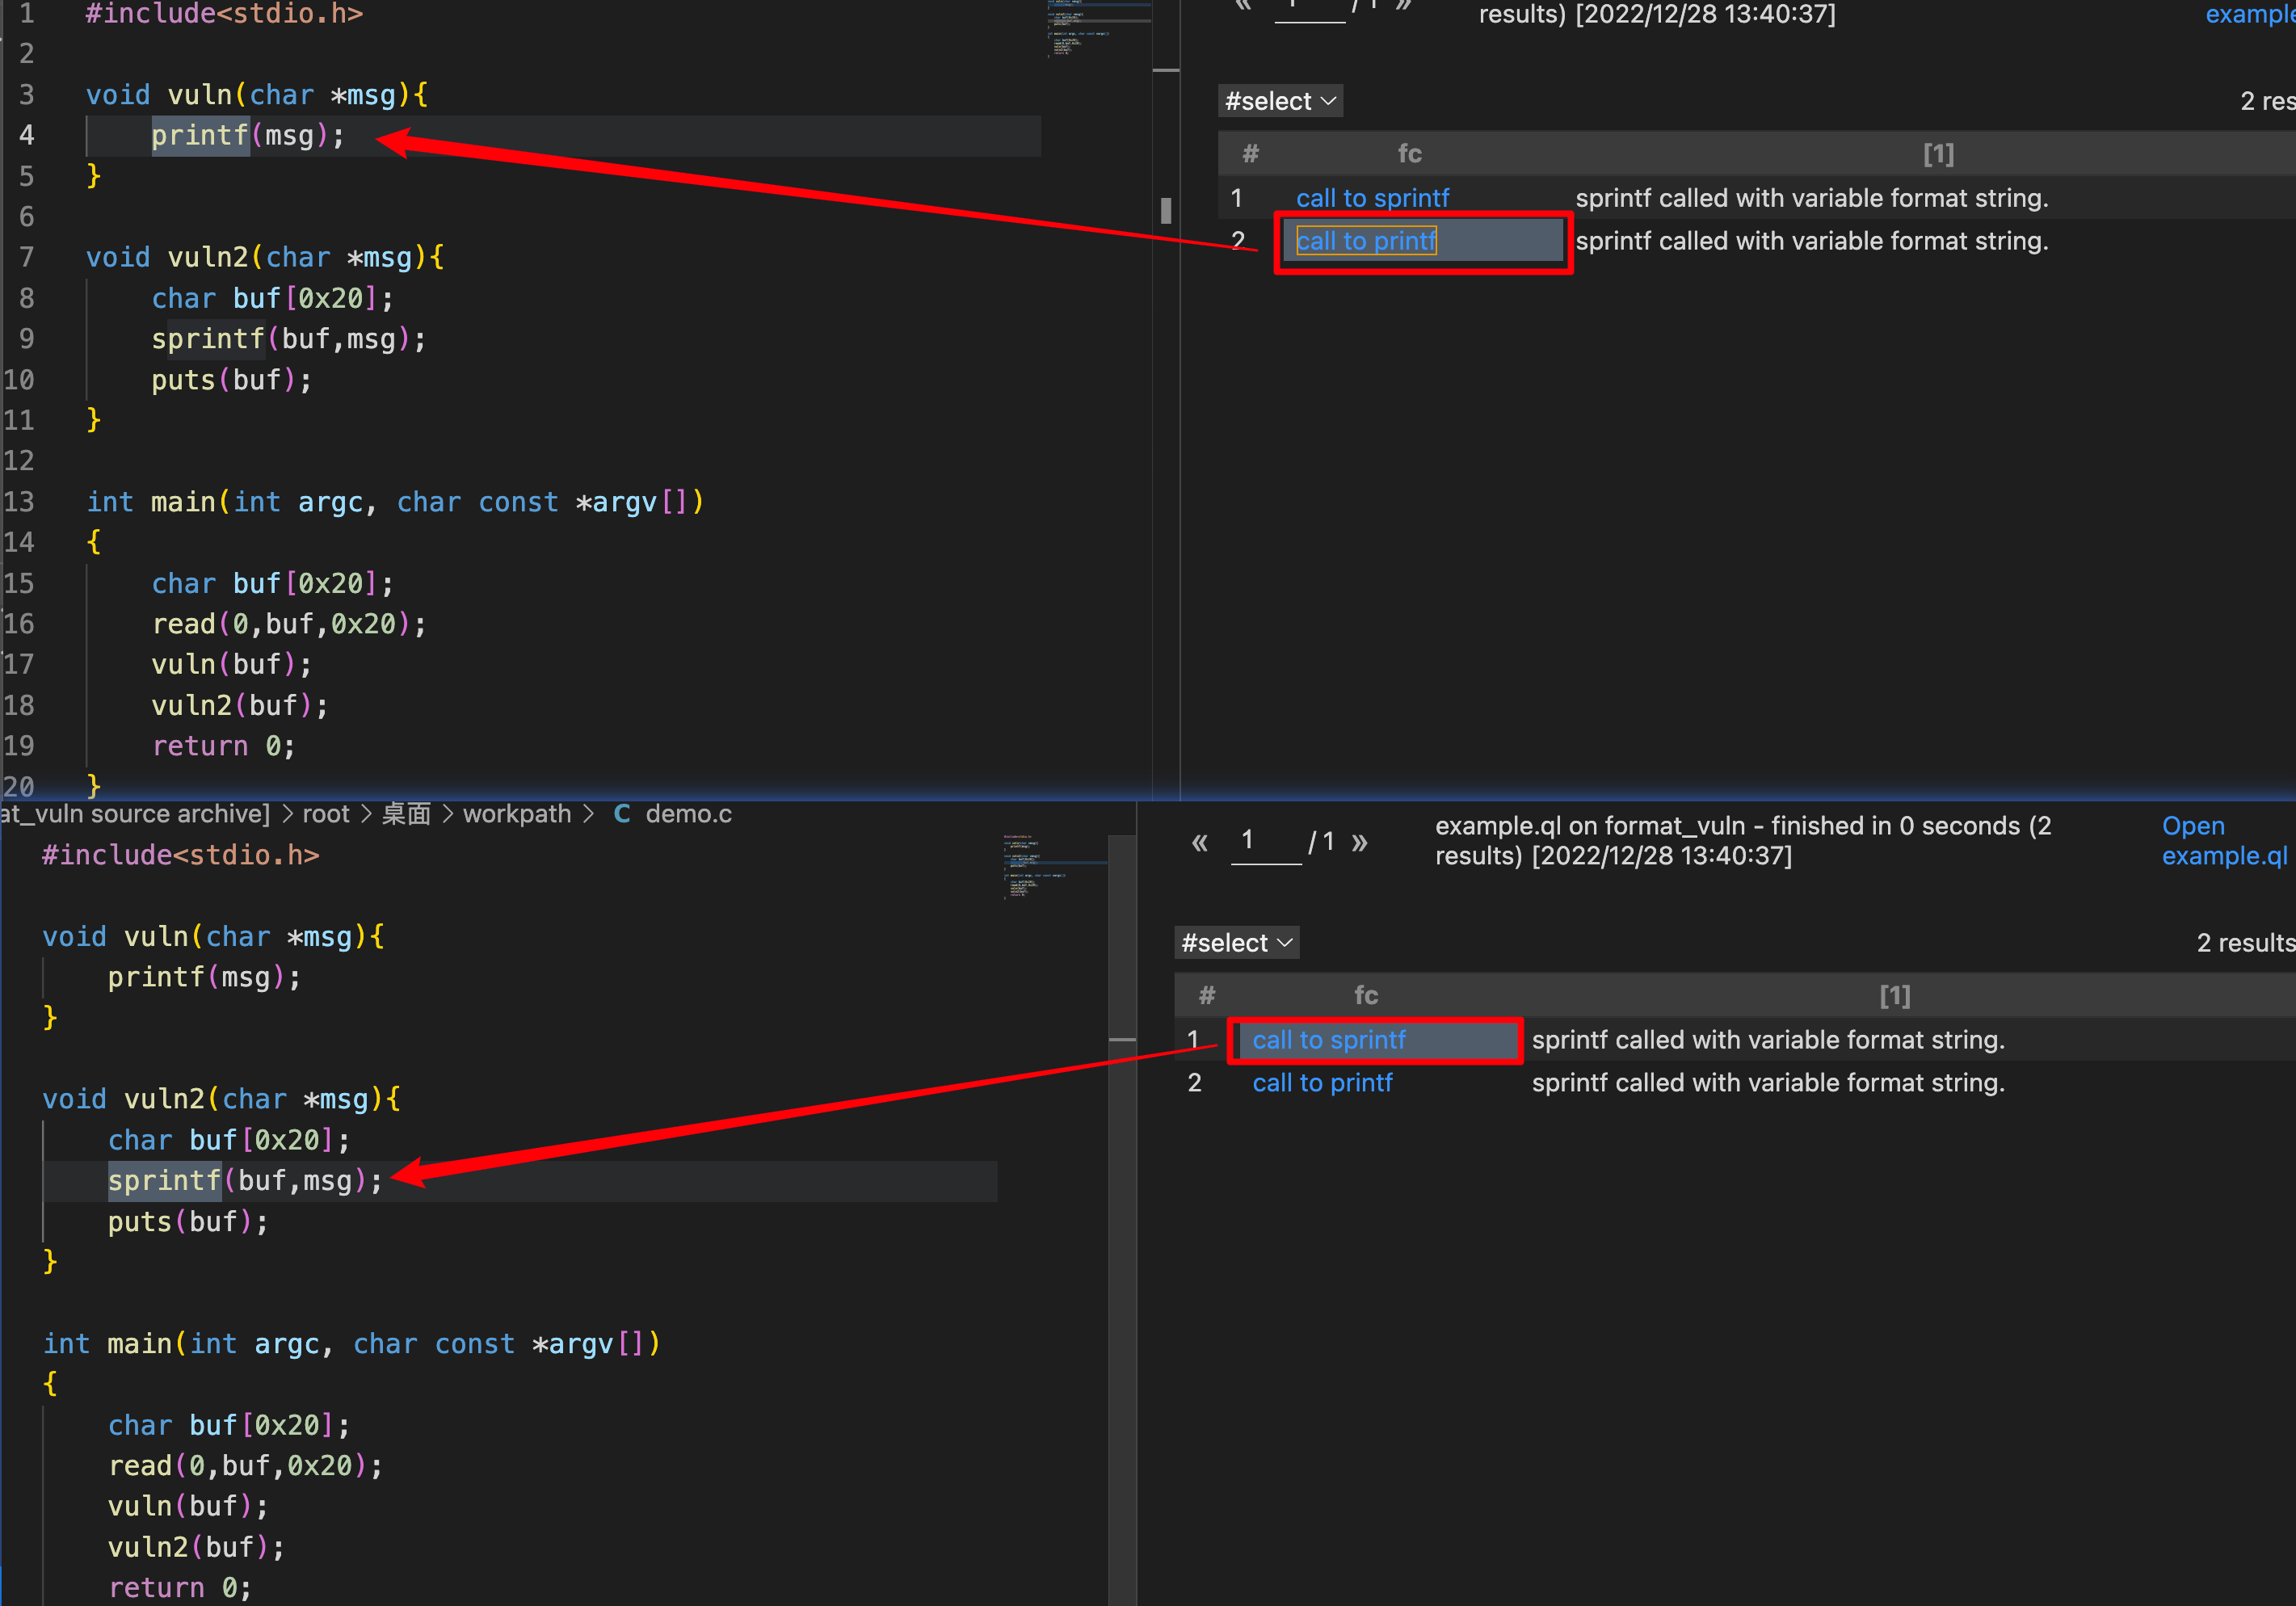 1 #include<stdio.h>
2
3 void vuln(char *msg){
4 printf(msg);
5 }
6
7 void vuln2(char *msg){
8 char buf[0x20];
9 sprintf(buf,msg);
10 puts(buf);
11 }
12
13 int main(int argc, char const *argv[])
14 {
15 char buf[0x20];
16 read(0,buf,0x20);
17 vuln(buf);
18 vuln2(buf);
19 return 0;
20 }
« 1 / 1 »
results) [2022/12/28 13:40:37]
example
#select
2 res
# fc [1]
1 call to sprintf sprintf called with variable format string.
2 call to printf sprintf called with variable format string.
at_vuln source archive] > root > 桌面 > workpath > C demo.c
#include<stdio.h>
void vuln(char *msg){
printf(msg);
}
void vuln2(char *msg){
char buf[0x20];
sprintf(buf,msg);
puts(buf);
}
int main(int argc, char const *argv[])
{
char buf[0x20];
read(0,buf,0x20);
vuln(buf);
vuln2(buf);
return 0;
« 1 / 1 »
example.ql on format_vuln - finished in 0 seconds (2
results) [2022/12/28 13:40:37]
Open
example.ql
#select
2 results
# fc [1]
1 call to sprintf sprintf called with variable format string.
2 call to printf sprintf called with variable format string.